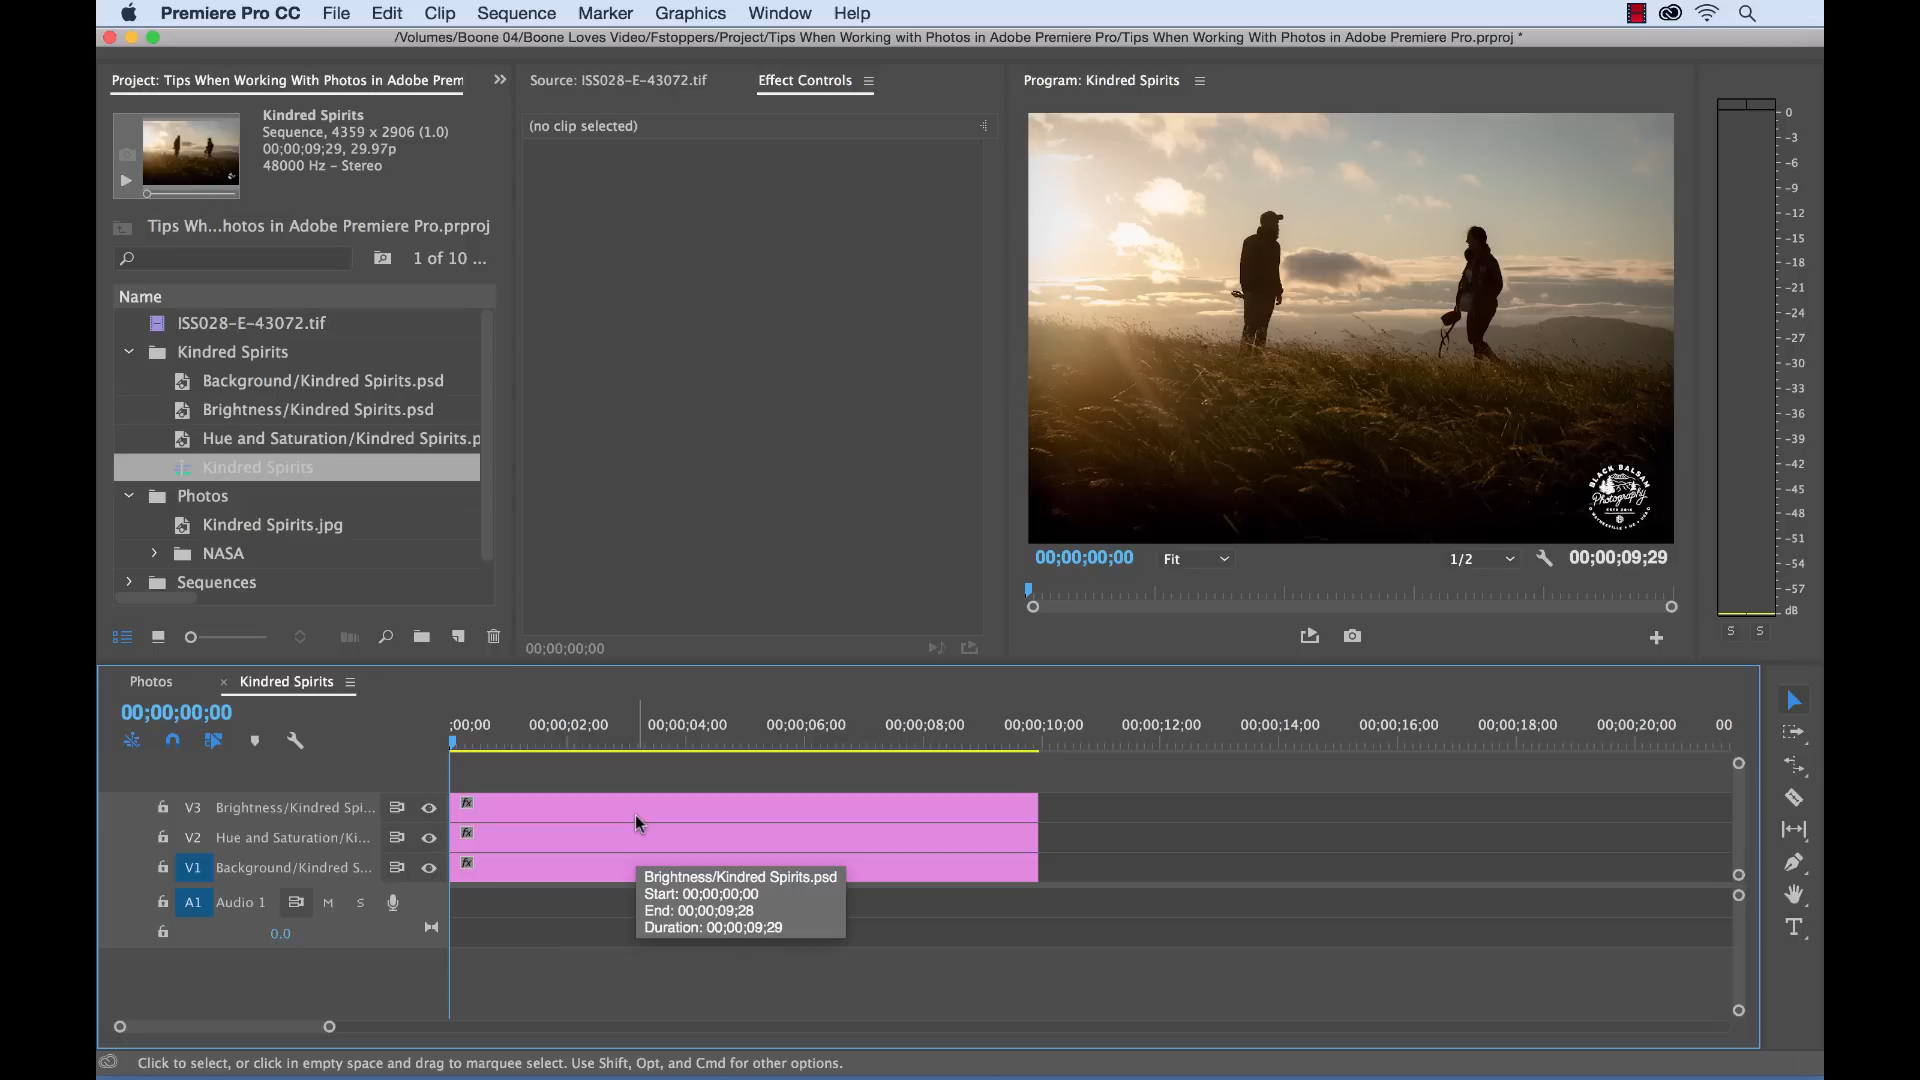 Premiere Pro CC File Edit Clip Sequence Marker Graphics Window Help
/Volumes/Boone 04/Boone Loves Video/Fstoppers/Project/Tips When Working with Photos in Adobe Premiere Pro/Tips When Working With Photos in Adobe Premiere Pro.prproj *
Project: Tips When Working With Photos in Adobe Prem
Source: ISS028-E-43072.tif
Effect Controls
Program: Kindred Spirits
Kindred Spirits
Sequence, 4359 x 2906 (1.0)
00;00;09;29, 29.97p
48000 Hz - Stereo
(no clip selected)
Tips Wh...hotos in Adobe Premiere Pro.prproj
1 of 10 ...
Name
ISS028-E-43072.tif
Kindred Spirits
Background/Kindred Spirits.psd
Brightness/Kindred Spirits.psd
Hue and Saturation/Kindred Spirits.p
Kindred Spirits
Photos
Kindred Spirits.jpg
NASA
Sequences
00;00;00;00
BLACK BALSAM
Photography
00;00;00;00 Fit 1/2 00;00;09;29
0
-3
-6
-9
-12
-15
-18
-21
-24
-27
-30
-33
-36
-39
-42
-45
-48
-51
-54
-57
dB
S S
Photos
× Kindred Spirits
00;00;00;00
;00;00 00;00;02;00 00;00;04;00 00;00;06;00 00;00;08;00 00;00;10;00 00;00;12;00 00;00;14;00 00;00;16;00 00;00;18;00 00;00;20;00 00
V3 Brightness/Kindred Spi... fx
V2 Hue and Saturation/Ki... fx
V1 Background/Kindred S... fx
A1 Audio 1 M S
0.0
Brightness/Kindred Spirits.psd
Start: 00;00;00;00
End: 00;00;09;28
Duration: 00;00;09;29
T
Click to select, or click in empty space and drag to marquee select. Use Shift, Opt, and Cmd for other options.